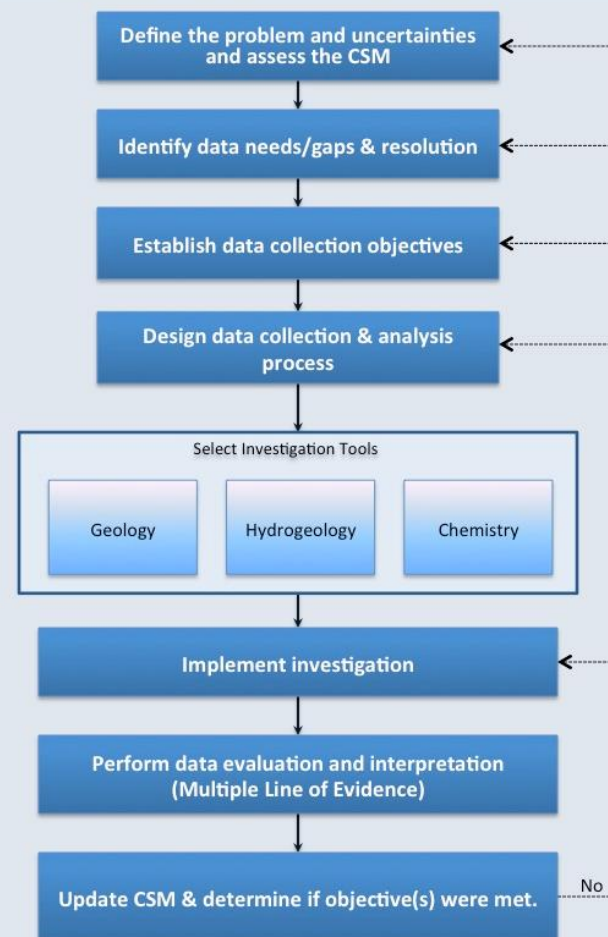 Define the problem and uncertainties
and assess the CSM
Identify data needs/gaps & resolution
Establish data collection objectives
Design data collection & analysis
process
Select Investigation Tools
Geology
Hydrogeology
Chemistry
Implement investigation
Perform data evaluation and interpretation
(Multiple Line of Evidence)
Update CSM & determine if objective(s) were met.
No